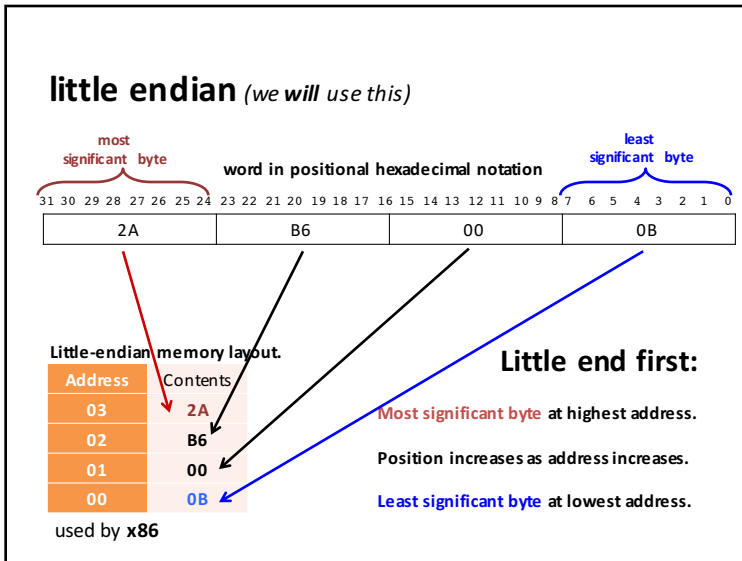 little endian (we will use this)
most
significant byte
word in positional hexadecimal notation
least
significant byte
31 30 29 28 27 26 25 24 23 22 21 20 19 18 17 16 15 14 13 12 11 10 9 8 7 6 5 4 3 2 1 0
2A B6 00 0B
Little-endian memory layout.
Address Contents
03 2A
02 B6
01 00
00 0B
used by x86
Little end first:
Most significant byte at highest address.
Position increases as address increases.
Least significant byte at lowest address.